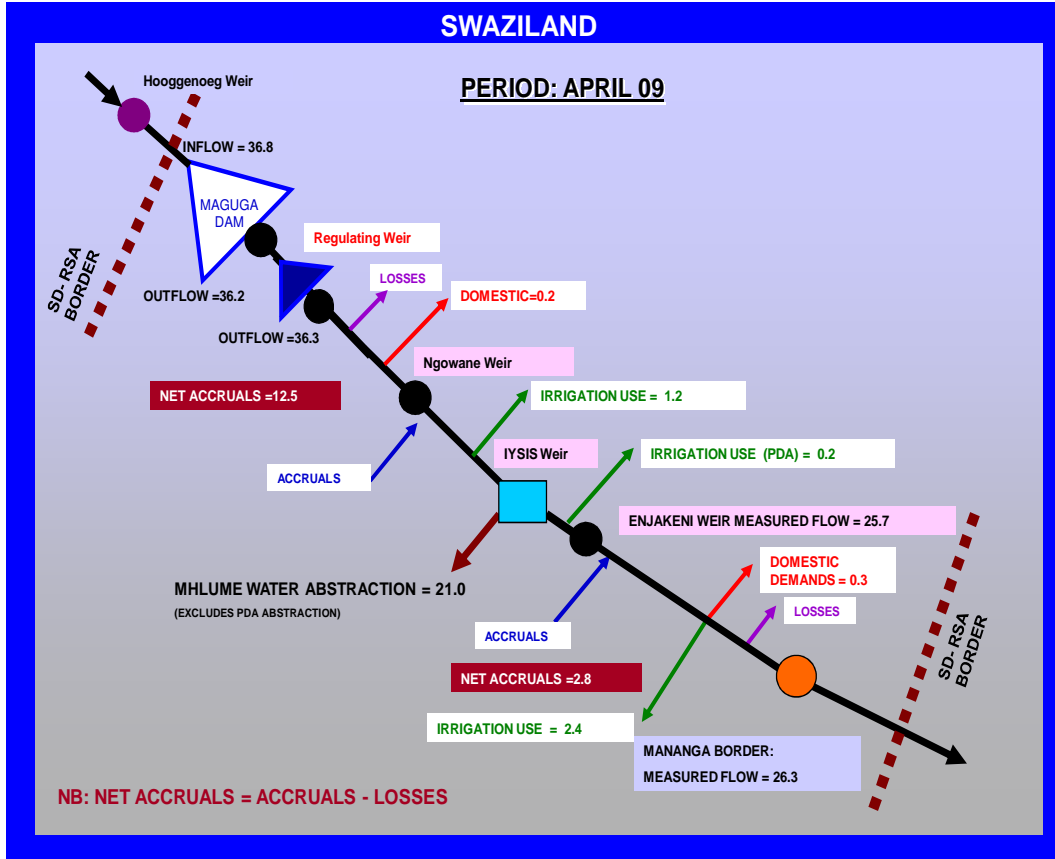 SWAZILAND
PERIOD: APRIL 09
Hooggenoeg Weir
INFLOW = 36.8
MAGUGA
DAM
SD- RSA
BORDER
Regulating Weir
LOSSES
OUTFLOW =36.2
DOMESTIC=0.2
OUTFLOW =36.3
Ngowane Weir
NET ACCRUALS =12.5
IRRIGATION USE = 1.2
IYSIS Weir
IRRIGATION USE (PDA) = 0.2
ACCRUALS
ENJAKENI WEIR MEASURED FLOW = 25.7
DOMESTIC
DEMANDS = 0.3
MHLUME WATER ABSTRACTION = 21.0
(EXCLUDES PDA ABSTRACTION)
LOSSES
ACCRUALS
SD- RSA
BORDER
NET ACCRUALS =2.8
IRRIGATION USE = 2.4
MANANGA BORDER:
MEASURED FLOW = 26.3
NB: NET ACCRUALS = ACCRUALS - LOSSES